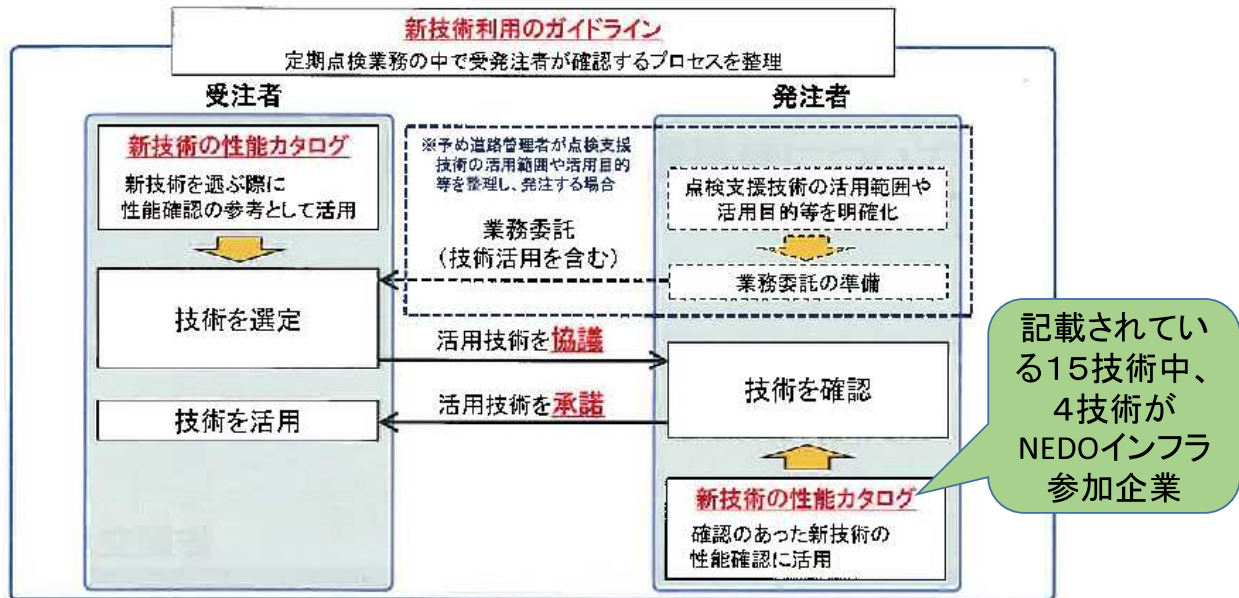 新技術利用のガイドライン
定期点検業務の中で受発注者が確認するプロセスを整理
受注者
発注者
新技術の性能カタログ
新技術を選ぶ際に
性能確認の参考として活用
※予め道路管理者が点検支援
技術の活用範囲や活用目的
等を整理し、発注する場合
点検支援技術の活用範囲や
活用目的等を明確化
業務委託
(技術活用を含む)
業務委託の準備
技術を選定
活用技術を協議
技術を確認
活用技術を承諾
技術を活用
新技術の性能カタログ
確認のあった新技術の
性能確認に活用
記載されてい
る15技術中、
4技術が
NEDOインフラ
参加企業